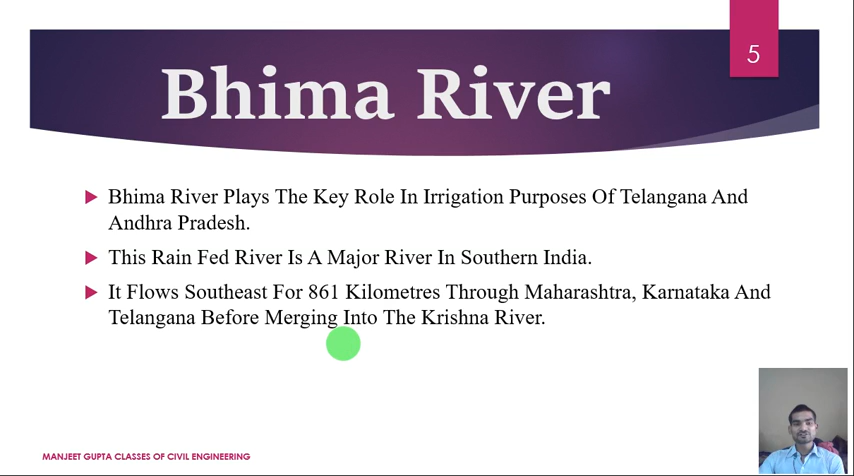 5
Bhima River
Bhima River Plays The Key Role In Irrigation Purposes Of Telangana And
Andhra Pradesh.
This Rain Fed River Is A Major River In Southern India.
It Flows Southeast For 861 Kilometres Through Maharashtra, Karnataka And
Telangana Before Merging Into The Krishna River.
MANJEET GUPTA CLASSES OF CIVIL ENGINEERING